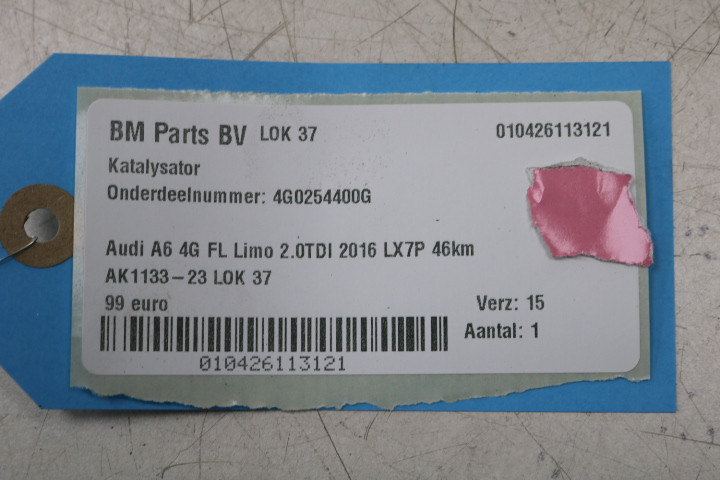 BM Parts BV LOK 37 010426113121
Katalysator
Onderdeelnummer: 4G0254400G
Audi A6 4G FL Limo 2.0TDI 2016 LX7P 46km
AK1133-23 LOK 37
99 euro Verz: 15
Aantal: 1
010426113121